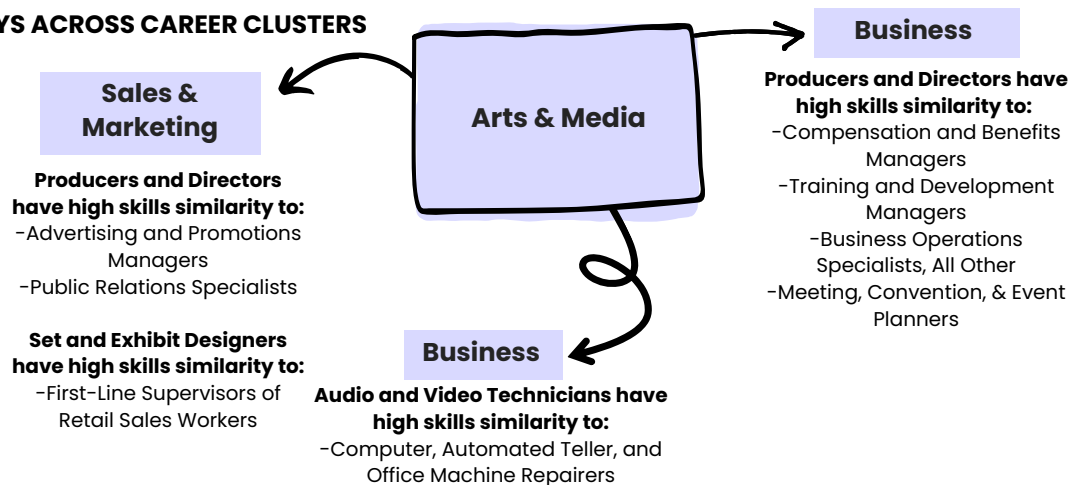 ACROSS CAREER CLUSTERS
Sales &
Marketing
Producers and Directors
have high skills similarity to:
-Advertising and Promotions
Managers
-Public Relations Specialists
Set and Exhibit Designers
have high skills similarity to:
-First-Line Supervisors of
Retail Sales Workers
Arts & Media
Business
Audio and Video Technicians have
high skills similarity to:
-Computer, Automated Teller, and
Office Machine Repairers
Business
Producers and Directors have
high skills similarity to:
-Compensation and Benefits
Managers
-Training and Development
Managers
-Business Operations
Specialists, All Other
-Meeting, Convention, & Event
Planners